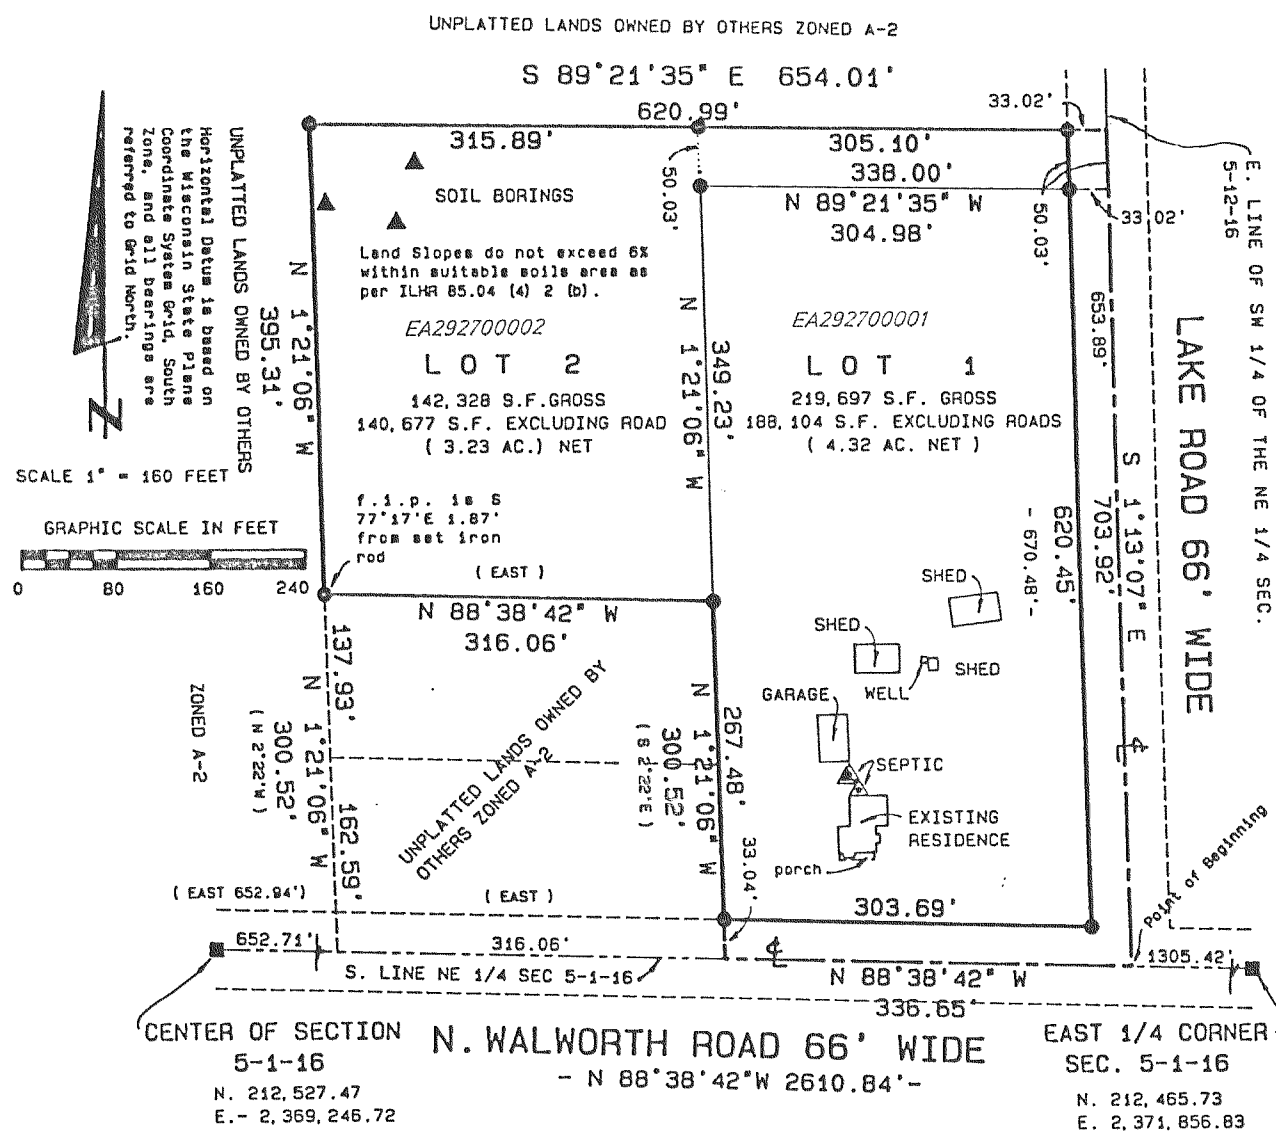 UNPLATTED LANDS OWNED BY OTHERS ZONED A-2
S 89°21'35" E 654.01'
620.99'
33.02'
315.89'
305.10'
338.00'
50.03'
SOIL BORINGS
N 89°21'35" W
304.98'
50.03'
33.02'
E. LINE OF SW 1/4 OF THE NE 1/4 SEC.
5-12-16
Horizontal Datum is based on
the Wisconsin State Plane
Coordinate System Grid, South
Zone, and all bearings are
referred to Grid North.
UNPLATTED LANDS OWNED BY OTHERS
N 1°21'06" W
395.31'
Land Slopes do not exceed 6%
within suitable soils area as
per ILHR 85.04 (4) 2 (b).
EA292700002
LOT 2
142,328 S.F.GROSS
140,677 S.F. EXCLUDING ROAD
( 3.23 AC.) NET
N 1°21'06" W
349.23'
EA292700001
LOT 1
219,697 S.F. GROSS
188,104 S.F. EXCLUDING ROADS
( 4.32 AC. NET )
653.89'
LAKE ROAD 66' WIDE
S 1°13'07" E
703.92'
620.45'
- 670.48'-
N
SCALE 1" = 160 FEET
GRAPHIC SCALE IN FEET
0 80 160 240
f.i.p. is S
77°17'E 1.87'
from set iron
rod
( EAST )
N 88°38'42" W
316.06'
SHED
SHED
SHED
WELL
GARAGE
SEPTIC
EXISTING
RESIDENCE
porch
137.93'
N 1°21'06" W
300.52'
( N 2°22'W )
162.59'
ZONED A-2
UNPLATTED LANDS OWNED BY
OTHERS ZONED A-2
N 1°21'06" W
267.48'
300.52'
( S 2°22'E )
33.04'
Point of Beginning
( EAST 652.94')
( EAST )
303.69'
652.71'
316.06'
1305.42'
S. LINE NE 1/4 SEC 5-1-16
N 88°38'42" W
336.65'
CENTER OF SECTION
5-1-16
N. 212,527.47
E.- 2,369,246.72
N. WALWORTH ROAD 66' WIDE
- N 88°38'42"W 2610.84'-
EAST 1/4 CORNER
SEC. 5-1-16
N. 212,465.73
E. 2,371,856.83